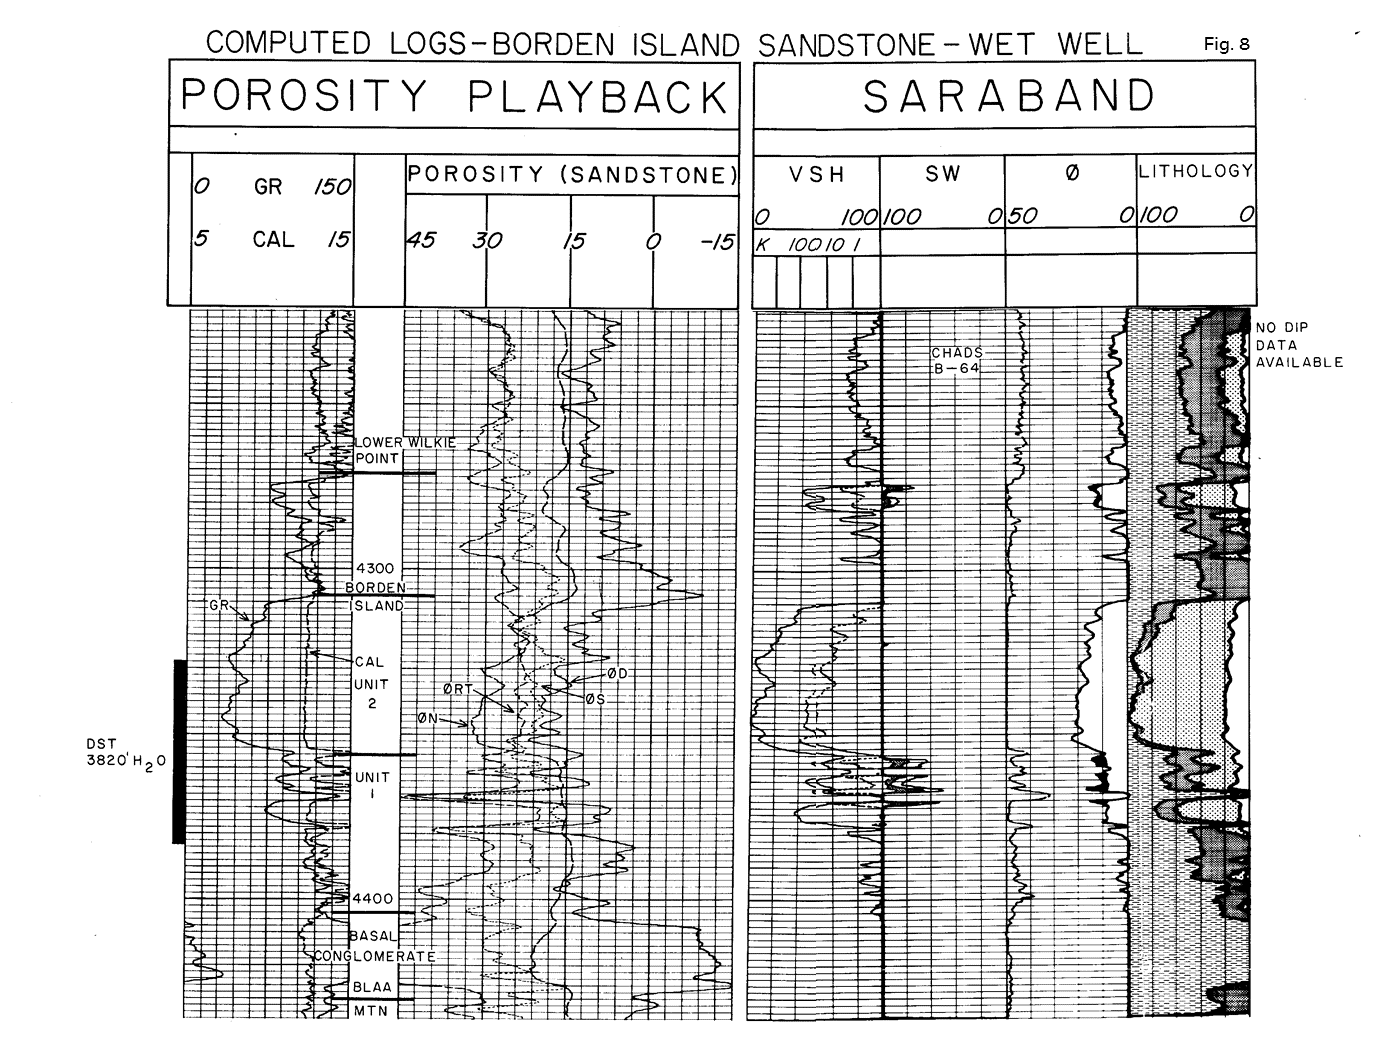 COMPUTED LOGS-BORDEN ISLAND SANDSTONE-WET WELL
Fig. 8
POROSITY PLAYBACK
SARABAND
0 GR 150
5 CAL 15
POROSITY (SANDSTONE)
45 30 15 0 -15
VSH
0 100
K 100 10 1
SW
100 0
Ø
50 0
LITHOLOGY
100 0
NO DIP
DATA
AVAILABLE
CHADS
B-64
LOWER WILKIE
POINT
4300
BORDEN
ISLAND
GR
CAL
UNIT
2
ØRT
ØN
ØD
ØS
DST
3820' H2O
UNIT
1
4400
BASAL
CONGLOMERATE
BLAA
MTN